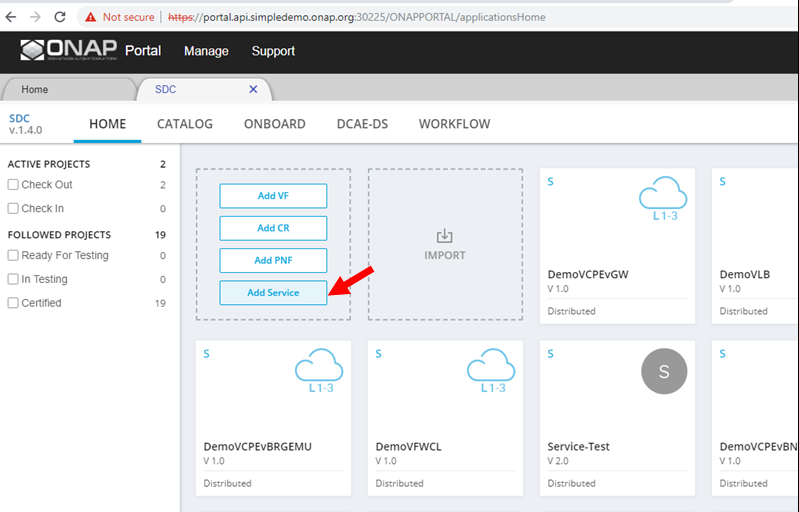 Not secure https://portal.api.simpledemo.onap.org:30225/ONAPPORTAL/applicationsHome
ONAP Portal Manage Support
Home SDC
SDC
v.1.4.0
HOME CATALOG ONBOARD DCAE-DS WORKFLOW
ACTIVE PROJECTS 2
Check Out 2
Check In 0
FOLLOWED PROJECTS 19
Ready For Testing 0
In Testing 0
Certified 19
Add VF
Add CR
Add PNF
Add Service
IMPORT
S
L1-3
DemoVCPEvGW
V 1.0
Distributed
S
DemoVLB
V 1.0
Distributed
S
L1-3
DemoVCPEvBRGEMU
V 1.0
Distributed
S
L1-3
DemoVFWCL
V 1.0
Distributed
S
S
Service-Test
V 2.0
Distributed
S
DemoVCPEvBN
V 1.0
Distributed